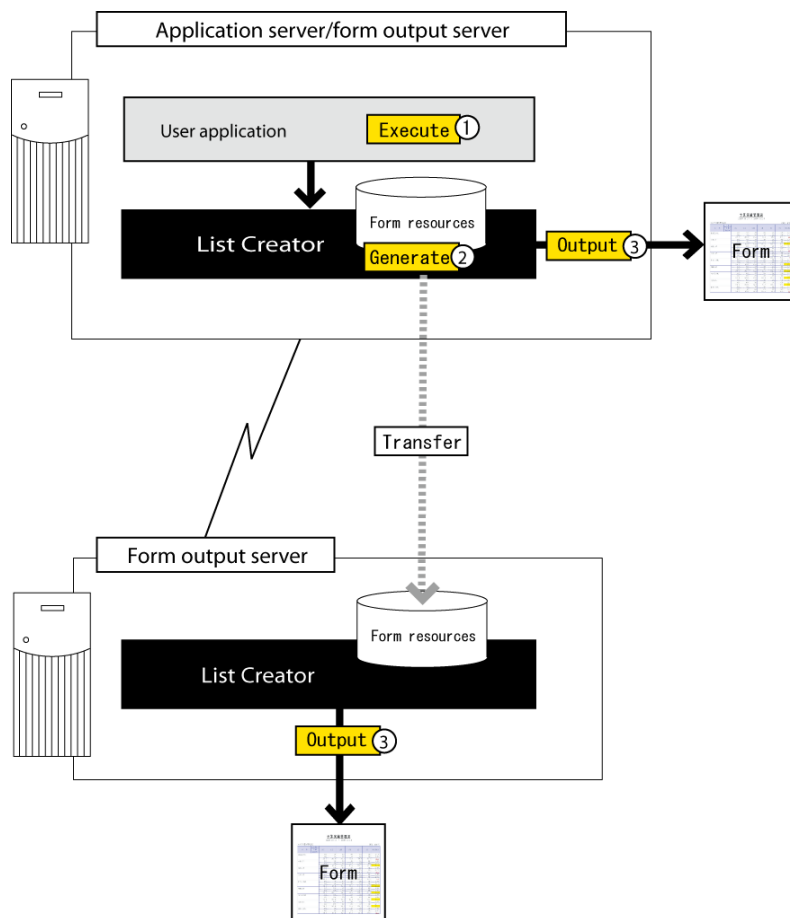 Application server/form output server
User application
Execute
1
Form resources
List Creator
Generate
2
Output
3
Form
Transfer
Form output server
Form resources
List Creator
Output
3
Form